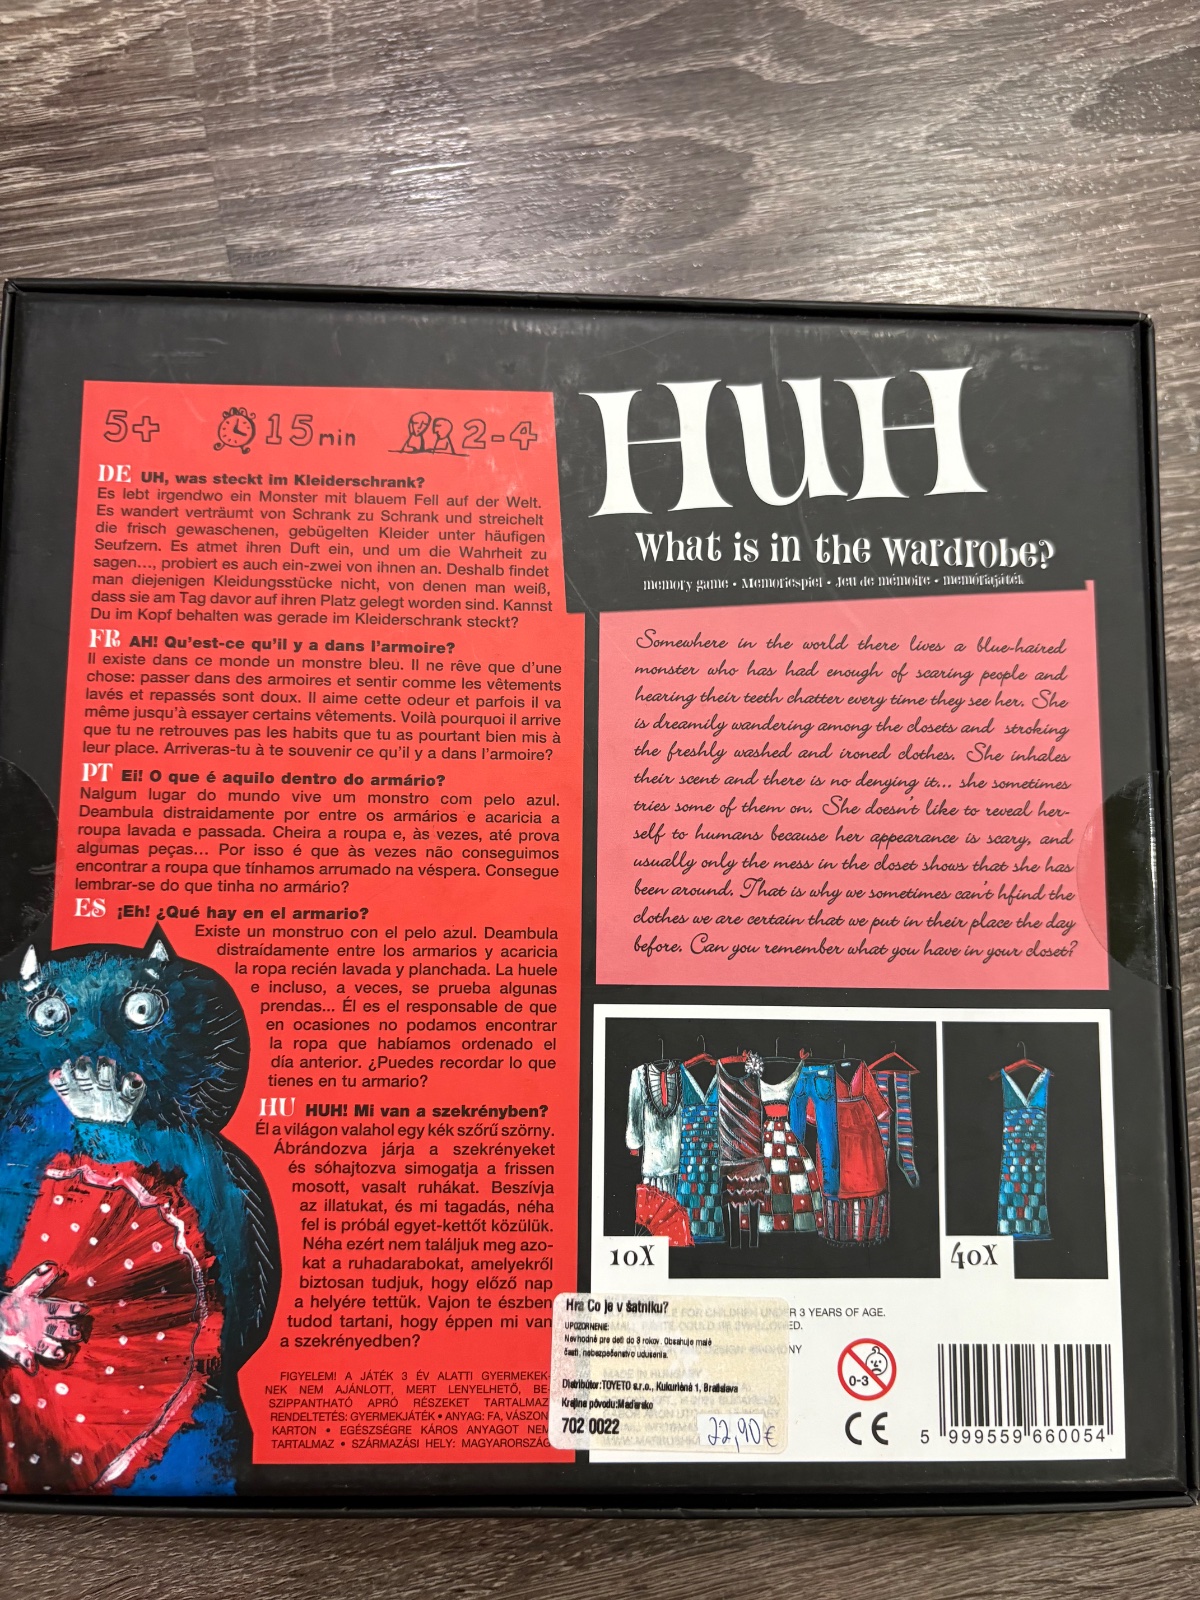 5+
15 min
2-4
DE UH, was steckt im Kleiderschrank?
Es lebt irgendwo ein Monster mit blauem Fell auf der Welt.
Es wandert verträumt von Schrank zu Schrank und streichelt
die frisch gewaschenen, gebügelten Kleider unter häufigen
Seufzern. Es atmet ihren Duft ein, und um die Wahrheit zu
sagen..., probiert es auch ein-zwei von ihnen an. Deshalb findet
man diejenigen Kleidungsstücke nicht, von denen man weiß,
dass sie am Tag davor auf ihren Platz gelegt worden sind. Kannst
Du im Kopf behalten was gerade im Kleiderschrank steckt?
FR AH! Qu'est-ce qu'il y a dans l'armoire?
Il existe dans ce monde un monstre bleu. Il ne rêve que d'une
chose: passer dans des armoires et sentir comme les vêtements
lavés et repassés sont doux. Il aime cette odeur et parfois il va
même jusqu'à essayer certains vêtements. Voilà pourquoi il arrive
que tu ne retrouves pas les habits que tu as pourtant bien mis à
leur place. Arriveras-tu à te souvenir ce qu'il y a dans l'armoire?
PT Ei! O que é aquilo dentro do armário?
Nalgum lugar do mundo vive um monstro com pelo azul.
Deambula distraidamente por entre os armários e acaricia a
roupa lavada e passada. Cheira a roupa e, às vezes, até prova
algumas peças... Por isso é que às vezes não conseguimos
encontrar a roupa que tínhamos arrumado na véspera. Consegue
lembrar-se do que tinha no armário?
ES ¡Eh! ¿Qué hay en el armario?
Existe un monstruo con el pelo azul. Deambula
distraídamente entre los armarios y acaricia
la ropa recién lavada y planchada. La huele
e incluso, a veces, se prueba algunas
prendas... Él es el responsable de que
en ocasiones no podamos encontrar
la ropa que habíamos ordenado el
día anterior. ¿Puedes recordar lo que
tienes en tu armario?
HU HUH! Mi van a szekrényben?
Él a világon valahol egy kék szőrű szörny.
Ábrándozva járja a szekrényeket
és sóhajtozva simogatja a frissen
mosott, vasalt ruhákat. Beszívja
az illatukat, és mi tagadás, néha
fel is próbál egyet-kettőt közülük.
Néha ezért nem találjuk meg azo-
kat a ruhadarabokat, amelyekről
biztosan tudjuk, hogy előző nap
a helyére tettük. Vajon te észben
tudod tartani, hogy éppen mi van
a szekrényedben?
FIGYELEM! A JÁTÉK 3 ÉV ALATTI GYERMEKEK-
NEK NEM AJÁNLOTT, MERT LENYELHETŐ, BE-
SZIPPANTHATÓ APRÓ RÉSZEKET TARTALMAZ
RENDELTETÉS: GYERMEKJÁTÉK • ANYAG: FA, VÁSZON
KARTON • EGÉSZSÉGRE KÁROS ANYAGOT NEM
TARTALMAZ • SZÁRMAZÁSI HELY: MAGYARORSZÁG
HUH
What is in the wardrobe?
memory game • Memoriespiel • Jeu de mémoire • memóriajáték
Somewhere in the world there lives a blue-haired
monster who has had enough of scaring people and
hearing their teeth chatter every time they see her. She
is dreamily wandering among the closets and stroking
the freshly washed and ironed clothes. She inhales
their scent and there is no denying it... she sometimes
tries some of them on. She doesn't like to reveal her-
self to humans because her appearance is scary, and
usually only the mess in the closet shows that she has
been around. That is why we sometimes can't hfind the
clothes we are certain that we put in their place the day
before. Can you remember what you have in your closet?
10X
40X
FOR CHILDREN UNDER 3 YEARS OF AGE.
Hra Čo je v šatníku?
UPOZORNENIE:
Nevhodné pre deti do 3 rokov. Obsahuje malé
časti, nebezpečenstvo udusenia.
Distribútor: TOYETO s.r.o., Kukuričná 1, Bratislava
Krajina pôvodu: Maďarsko
702 0022
22,90€
0-3
CE
5 999559 660054